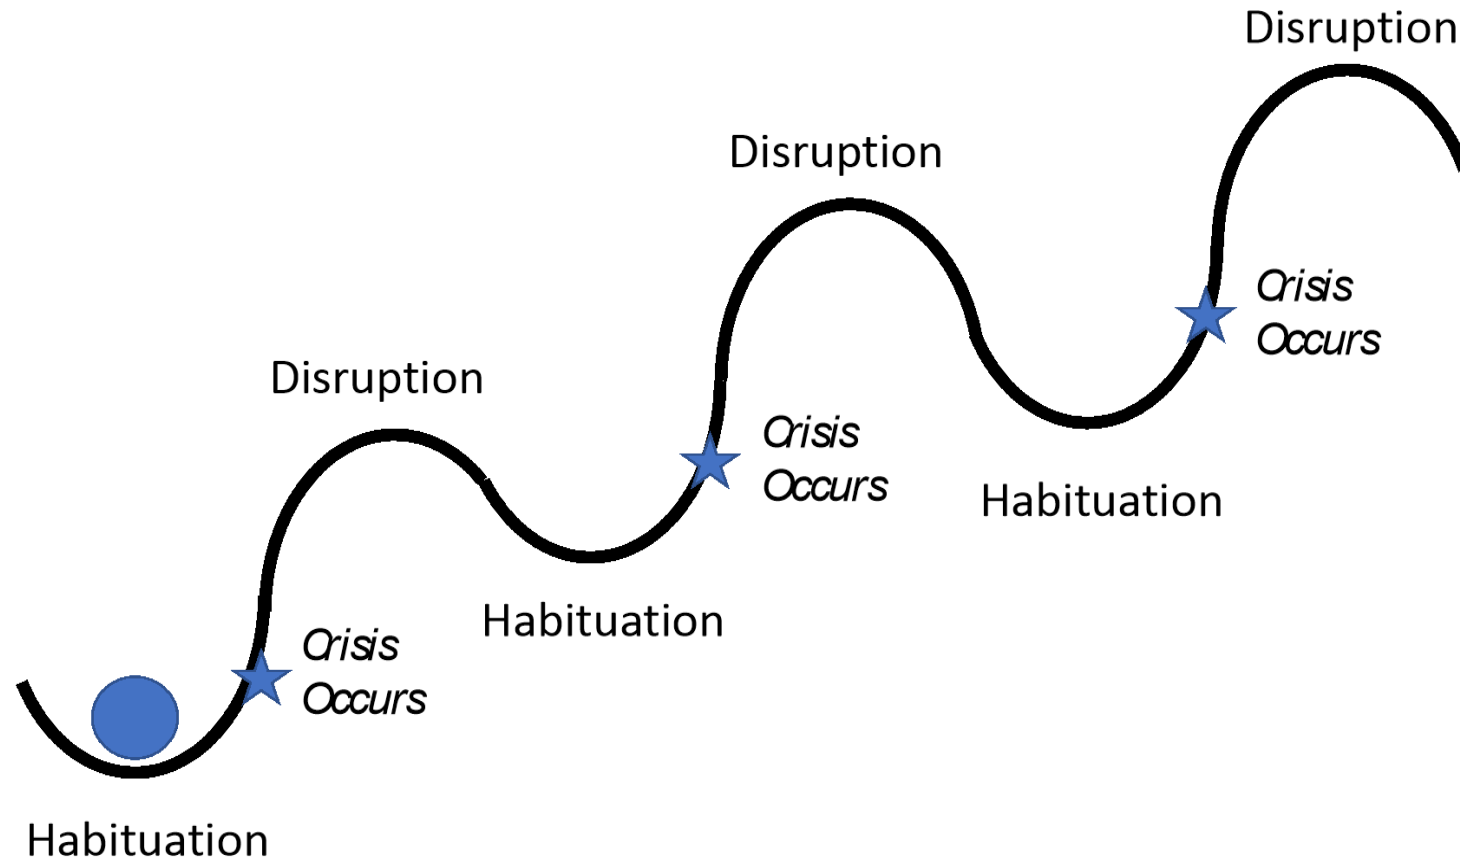 Disruption
Disruption
Crisis
Occurs
Disruption
Crisis
Occurs
Habituation
Habituation
Crisis
Occurs
Habituation